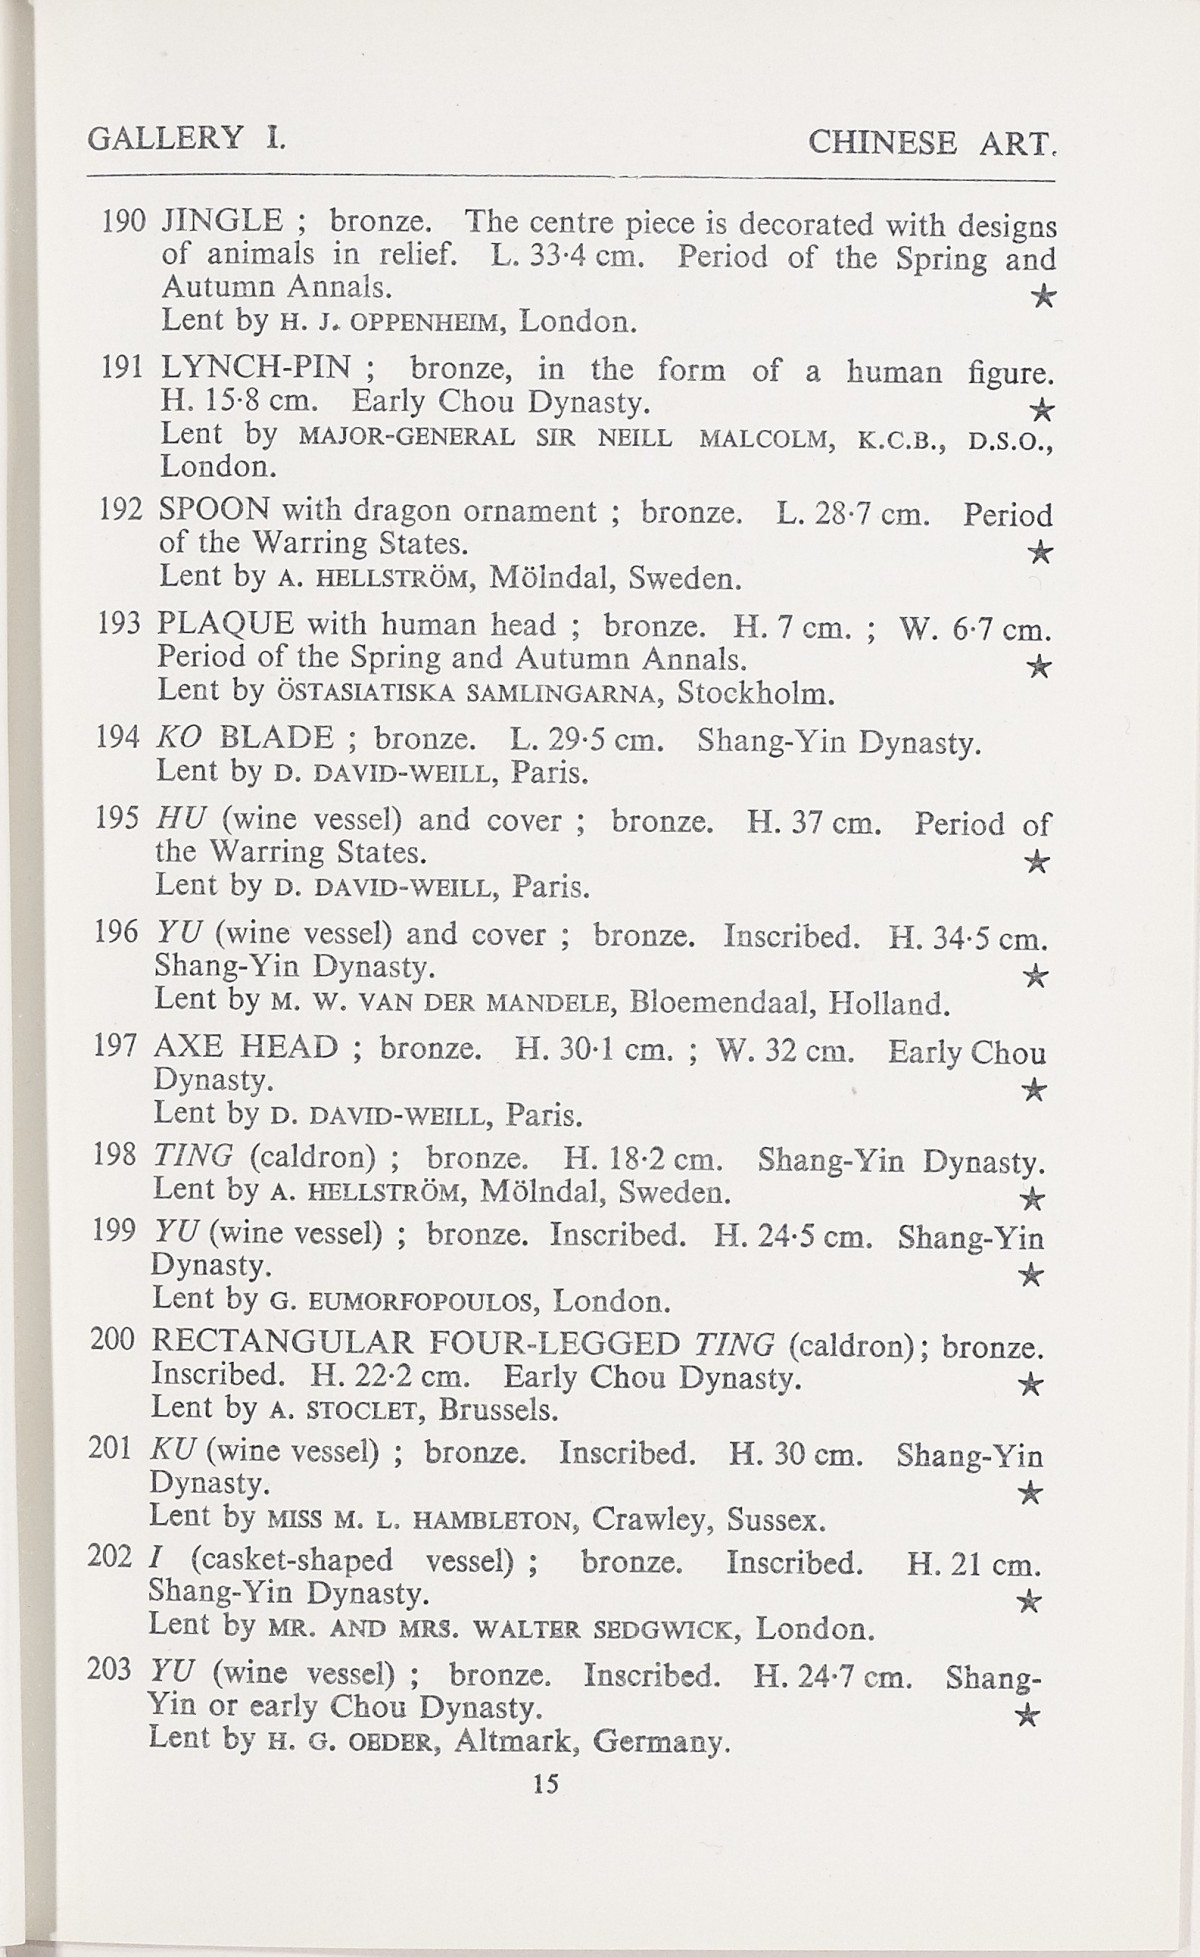 GALLERY I. CHINESE ART.
190 JINGLE ; bronze. The centre piece is decorated with designs
of animals in relief. L. 33·4 cm. Period of the Spring and
Autumn Annals. ★
Lent by H. J. OPPENHEIM, London.
191 LYNCH-PIN ; bronze, in the form of a human figure.
H. 15·8 cm. Early Chou Dynasty. ★
Lent by MAJOR-GENERAL SIR NEILL MALCOLM, K.C.B., D.S.O.,
London.
192 SPOON with dragon ornament ; bronze. L. 28·7 cm. Period
of the Warring States. ★
Lent by A. HELLSTRÖM, Mölndal, Sweden.
193 PLAQUE with human head ; bronze. H. 7 cm. ; W. 6·7 cm.
Period of the Spring and Autumn Annals. ★
Lent by ÖSTASIATISKA SAMLINGARNA, Stockholm.
194 KO BLADE ; bronze. L. 29·5 cm. Shang-Yin Dynasty.
Lent by D. DAVID-WEILL, Paris.
195 HU (wine vessel) and cover ; bronze. H. 37 cm. Period of
the Warring States. ★
Lent by D. DAVID-WEILL, Paris.
196 YU (wine vessel) and cover ; bronze. Inscribed. H. 34·5 cm.
Shang-Yin Dynasty. ★
Lent by M. W. VAN DER MANDELE, Bloemendaal, Holland.
197 AXE HEAD ; bronze. H. 30·1 cm. ; W. 32 cm. Early Chou
Dynasty. ★
Lent by D. DAVID-WEILL, Paris.
198 TING (caldron) ; bronze. H. 18·2 cm. Shang-Yin Dynasty.
Lent by A. HELLSTRÖM, Mölndal, Sweden. ★
199 YU (wine vessel) ; bronze. Inscribed. H. 24·5 cm. Shang-Yin
Dynasty. ★
Lent by G. EUMORFOPOULOS, London.
200 RECTANGULAR FOUR-LEGGED TING (caldron) ; bronze.
Inscribed. H. 22·2 cm. Early Chou Dynasty. ★
Lent by A. STOCLET, Brussels.
201 KU (wine vessel) ; bronze. Inscribed. H. 30 cm. Shang-Yin
Dynasty. ★
Lent by MISS M. L. HAMBLETON, Crawley, Sussex.
202 I (casket-shaped vessel) ; bronze. Inscribed. H. 21 cm.
Shang-Yin Dynasty. ★
Lent by MR. AND MRS. WALTER SEDGWICK, London.
203 YU (wine vessel) ; bronze. Inscribed. H. 24·7 cm. Shang-
Yin or early Chou Dynasty. ★
Lent by H. G. OEDER, Altmark, Germany.
15